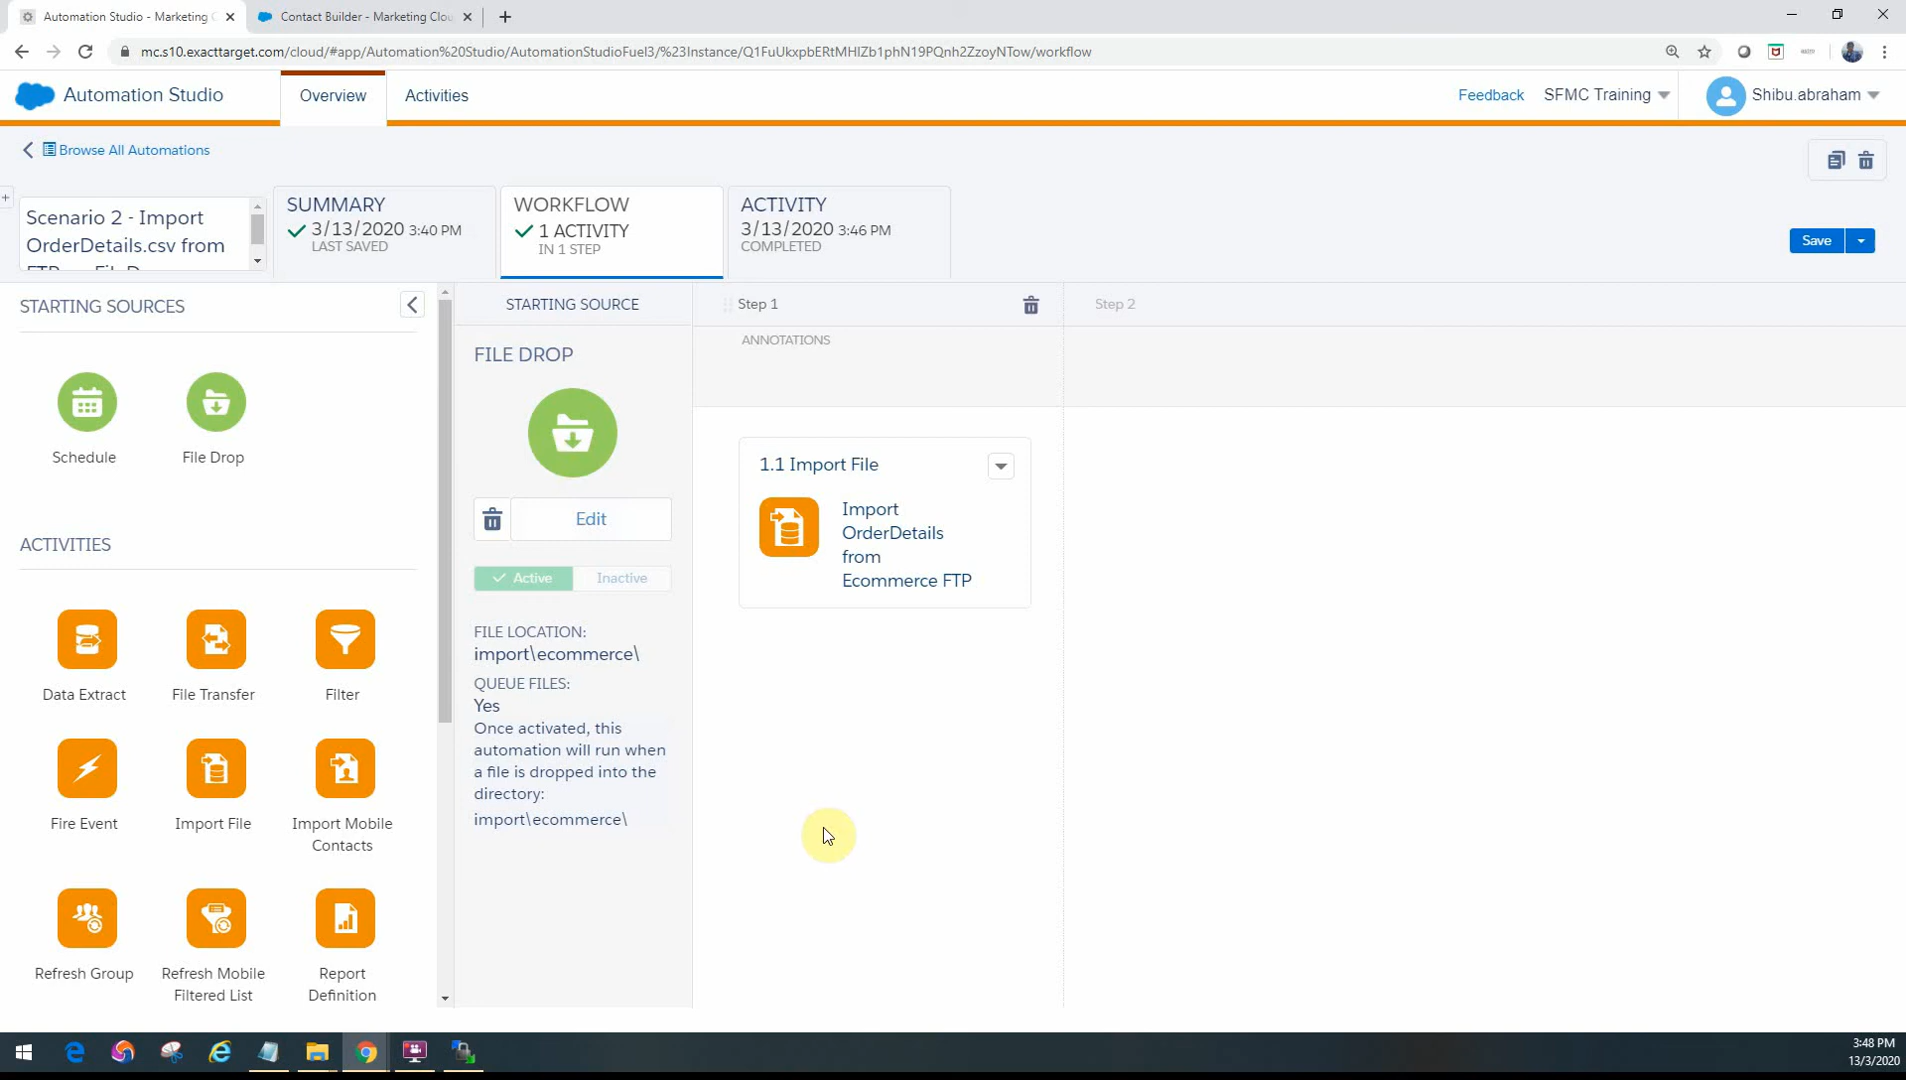 Automation Studio - Marketing C
Contact Builder - Marketing Clou
mc.s10.exacttarget.com/cloud/#app/Automation%20Studio/AutomationStudioFuel3/%23Instance/Q1FuUkxpbERtMHlZb1phN19PQnh2ZzoyNTow/workflow
Automation Studio
Overview
Activities
Feedback
SFMC Training
Shibu.abraham
Browse All Automations
Scenario 2 - Import
OrderDetails.csv from
SUMMARY
3/13/2020 3:40 PM
LAST SAVED
WORKFLOW
1 ACTIVITY
IN 1 STEP
ACTIVITY
3/13/2020 3:46 PM
COMPLETED
Save
STARTING SOURCES
Schedule
File Drop
ACTIVITIES
Data Extract
File Transfer
Filter
Fire Event
Import File
Import Mobile
Contacts
Refresh Group
Refresh Mobile
Filtered List
Report
Definition
STARTING SOURCE
FILE DROP
Edit
Active
Inactive
FILE LOCATION:
import\ecommerce\
QUEUE FILES:
Yes
Once activated, this
automation will run when
a file is dropped into the
directory:
import\ecommerce\
Step 1
ANNOTATIONS
1.1 Import File
Import
OrderDetails
from
Ecommerce FTP
Step 2
3:48 PM
13/3/2020